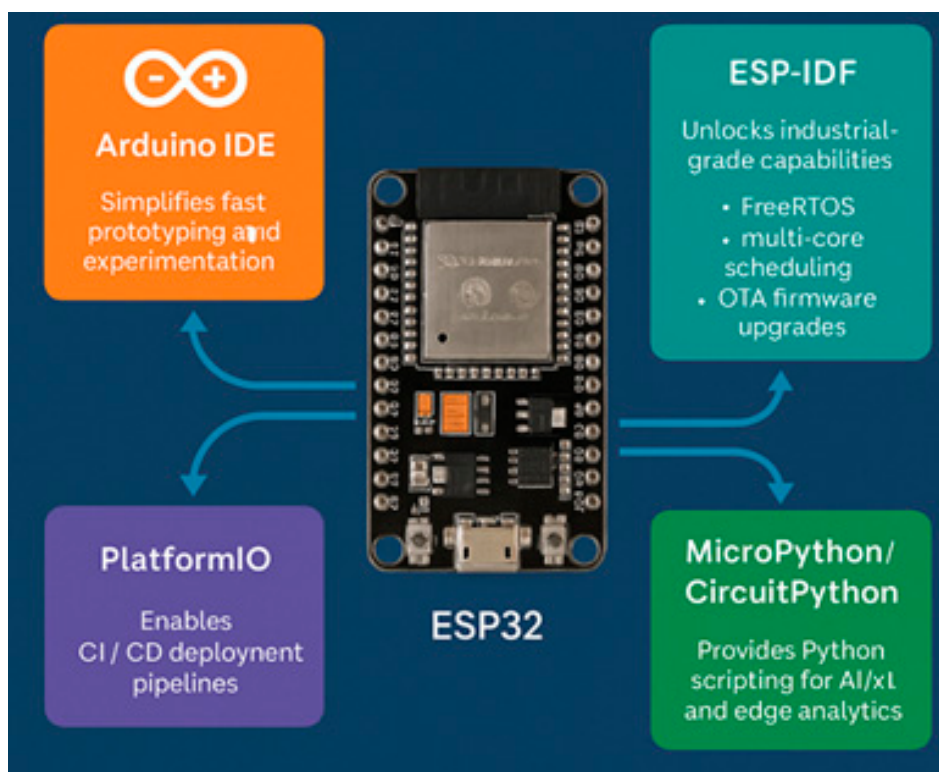 Arduino IDE
Simplifies fast
prototyping amd
experimentation
ESP-IDF
Unlocks industrial-
grade capabilities
• FreeRTOS
• multi-core
scheduling
• OTA firmware
upgrades
PlatformIO
Enables
CI / CD deploynent
pipelines
ESP32
MicroPython/
CircuitPython
Provides Python
scripting for AI/xL
and edge analytics